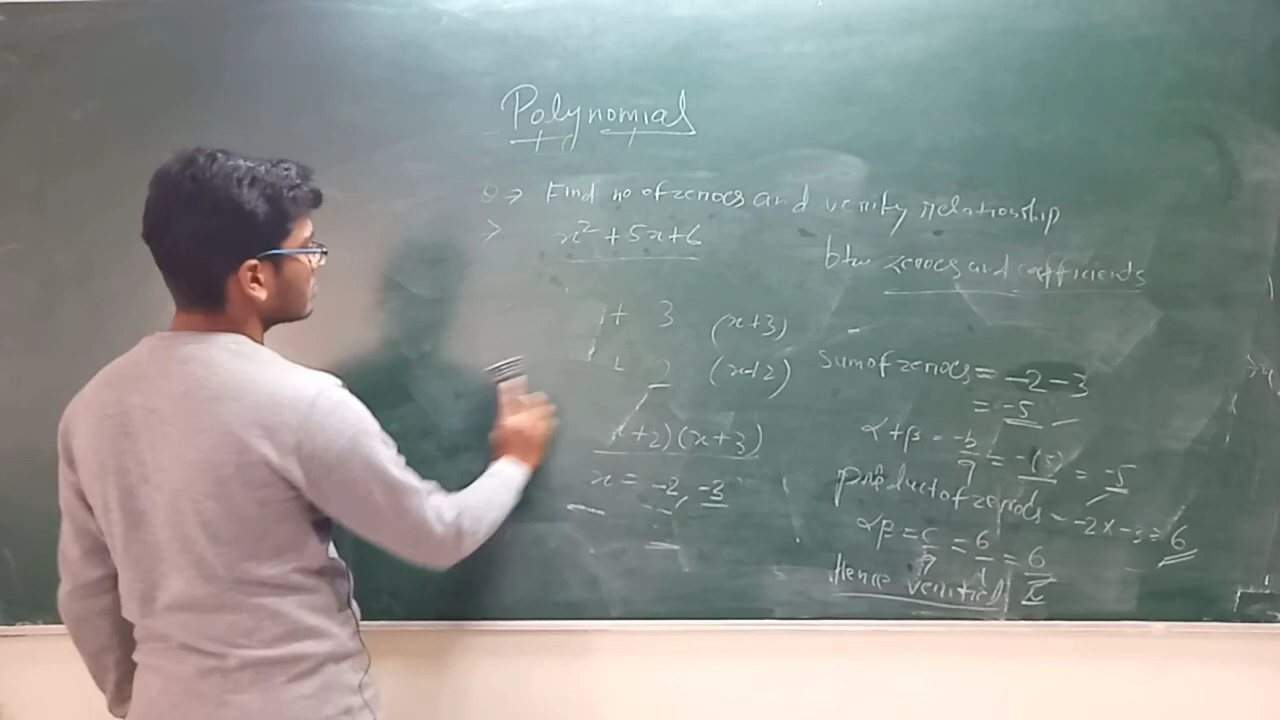 Polynomial
Find no of zeroes and verify relationship
btw zeroes and coefficients
> x² + 5x + 6
1 + 3 (x+3)
1 2 (x+2)
(x+2)(x+3)
x = -2, -3
Sum of zeroes = -2 - 3
= -5
α+β = -b/a = -(5) = -5
product of zeroes = -2 × -3 = 6
αβ = c/a = 6/1 = 6
Hence verified